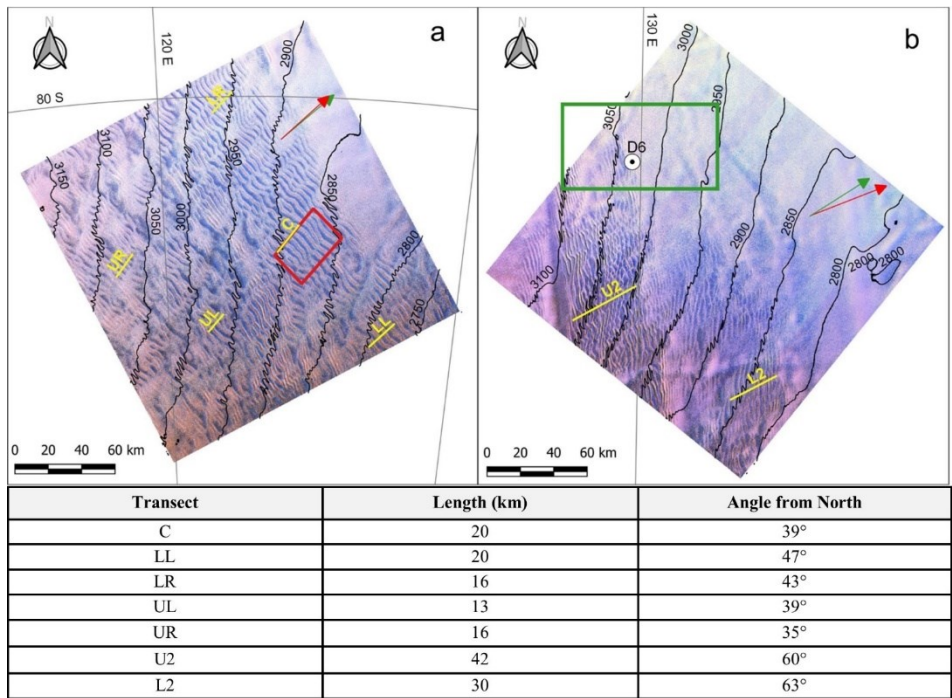 N
a
120 E
2900
80 S
LR
3100
3150
2950
2850
3050
3000
C
UR
2800
UL
LL
2750
0 20 40 60 km
N
b
130 E
3000
3050
2950
D6
2850
2900
2800
2800
2800
3100
U2
L2
0 20 40 60 km
Transect Length (km) Angle from North
C 20 39°
LL 20 47°
LR 16 43°
UL 13 39°
UR 16 35°
U2 42 60°
L2 30 63°